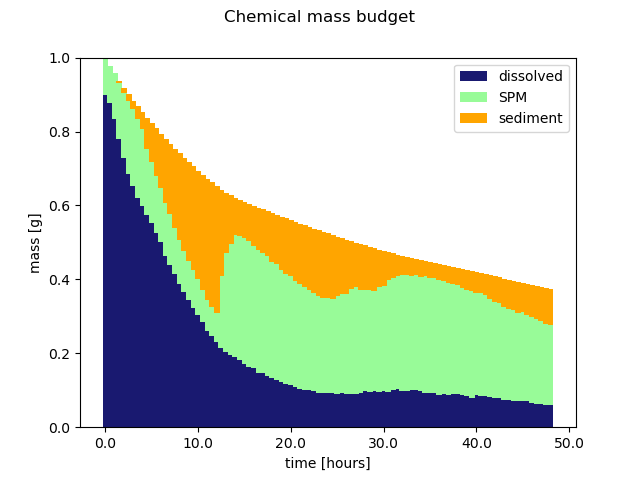 Chemical mass budget
1.0
0.8
0.6
0.4
0.2
0.0
mass [g]
dissolved
SPM
sediment
0.0 10.0 20.0 30.0 40.0 50.0
time [hours]